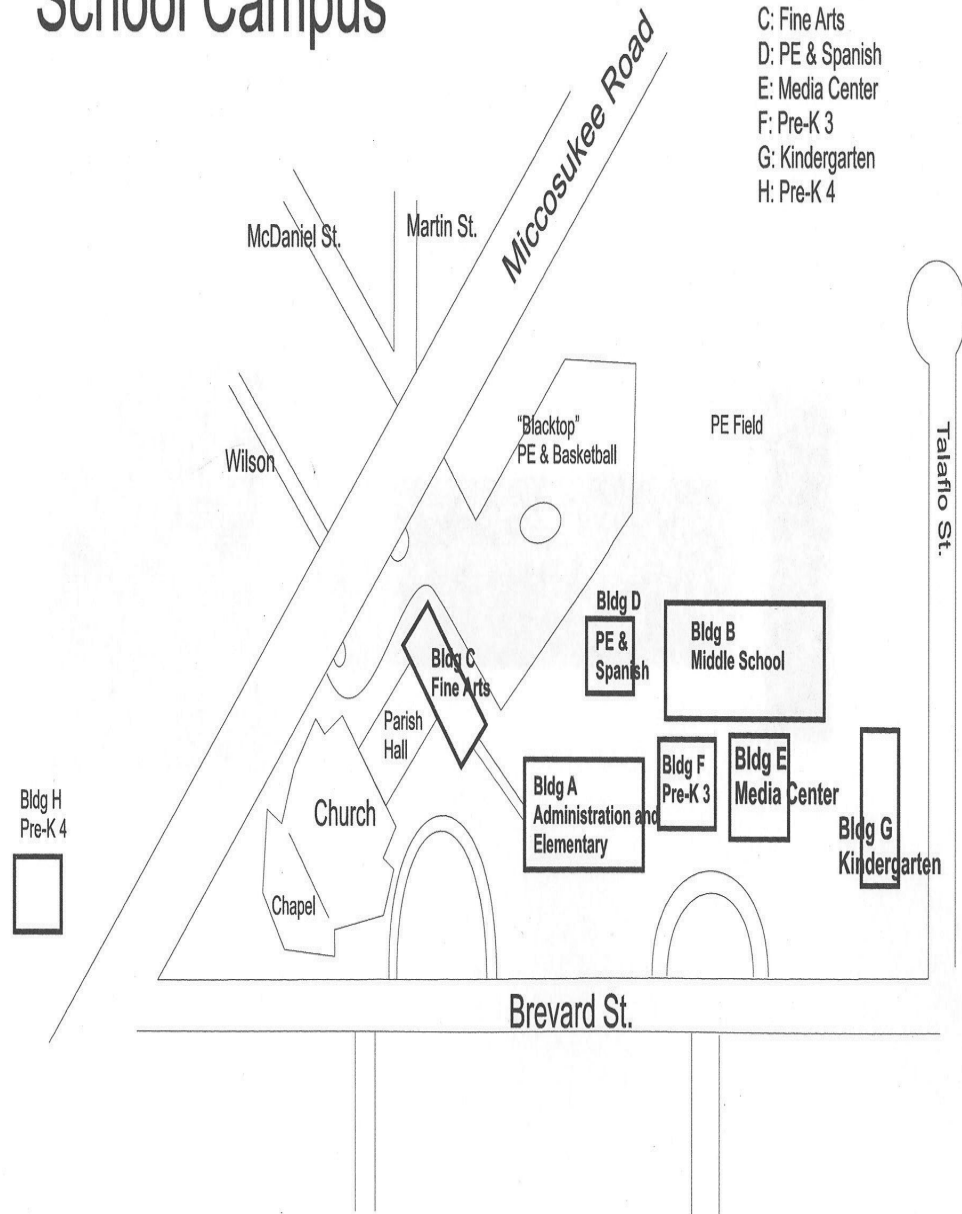 School Campus
C: Fine Arts
D: PE & Spanish
E: Media Center
F: Pre-K 3
G: Kindergarten
H: Pre-K 4
Miccosukee Road
McDaniel St.
Martin St.
Wilson
"Blacktop"
PE & Basketball
PE Field
Talaflo St.
Bldg D
PE &
Spanish
Bldg B
Middle School
Bldg C
Fine Arts
Parish
Hall
Church
Chapel
Bldg H
Pre-K 4
Bldg A
Administration and
Elementary
Bldg F
Pre-K 3
Bldg E
Media Center
Bldg G
Kindergarten
Brevard St.